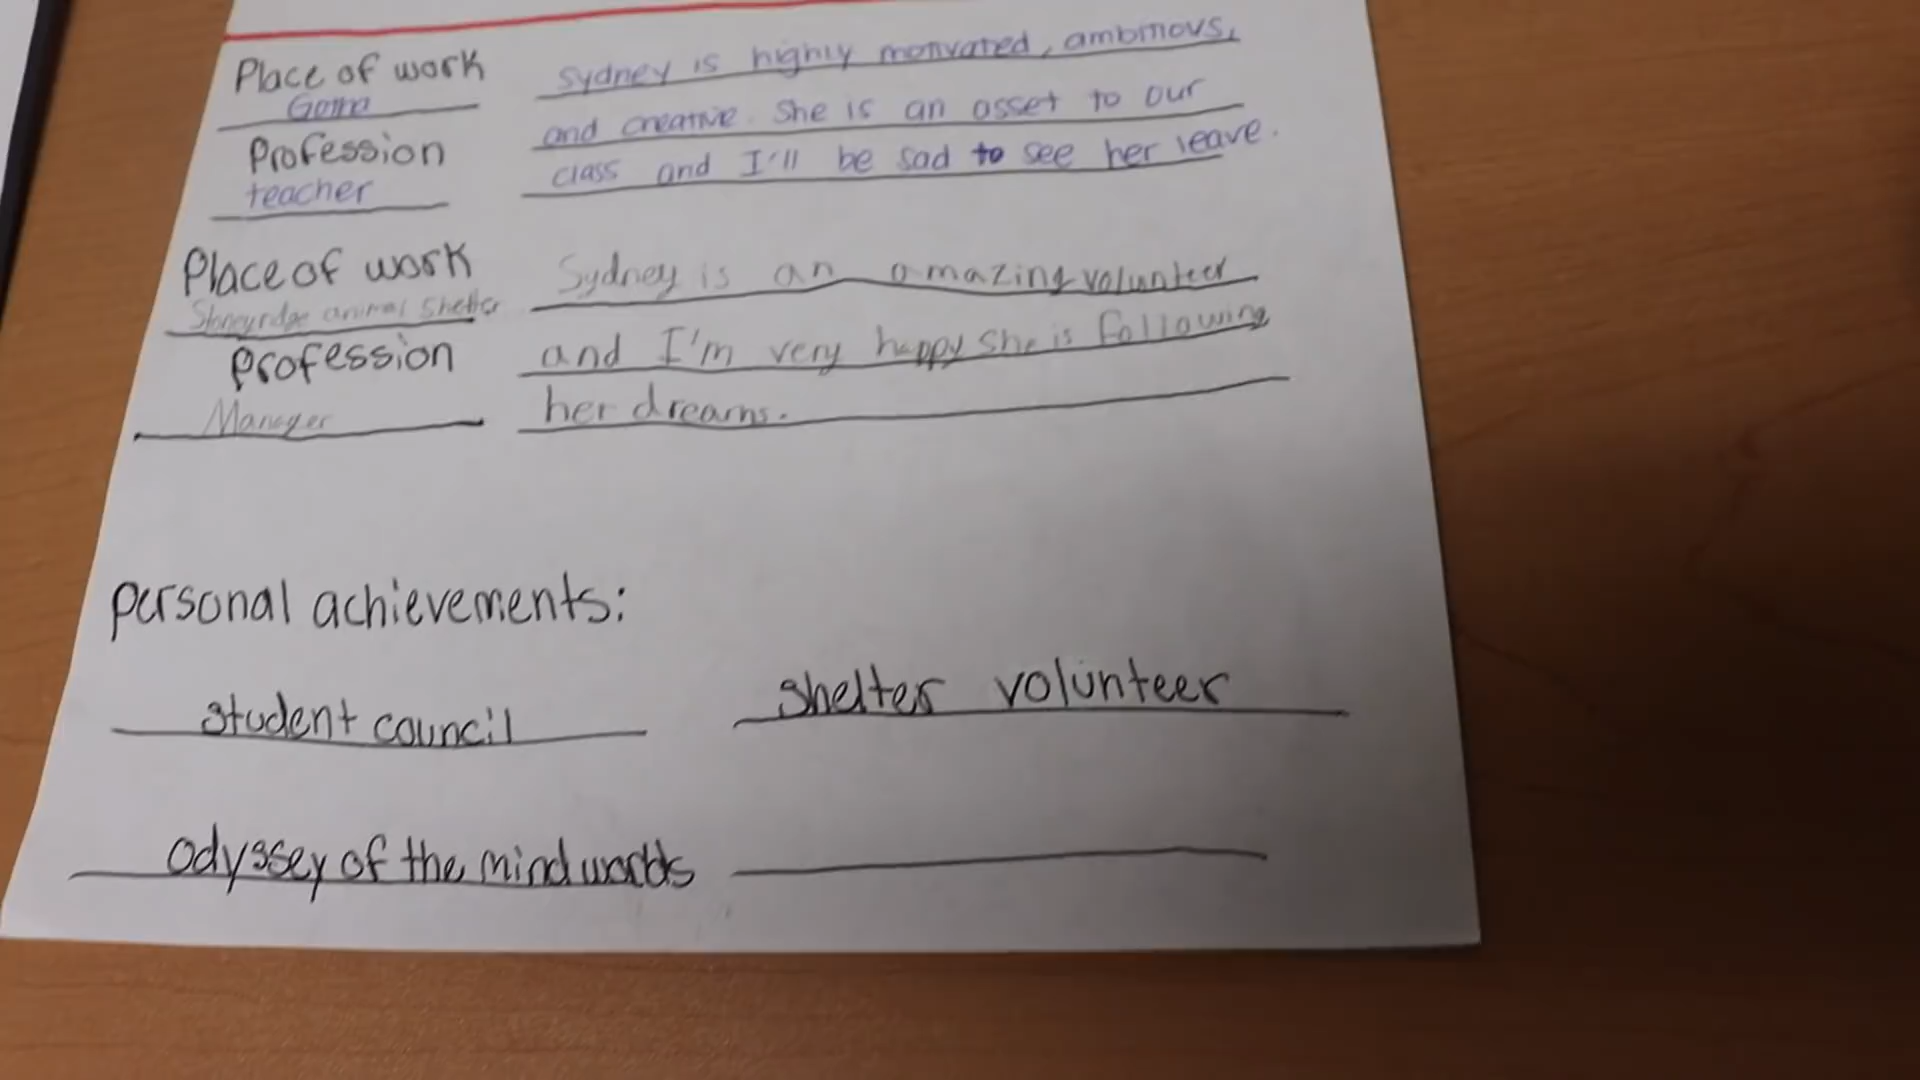 Place of work
sydney is highly motivated, ambitious,
and creative. She is an asset to our
Profession
teacher
class and I'll be sad to see her leave.
Place of work
Sydney is an amazing volunteer
animal Shelter
Profession
and I'm very happy she is following
Manager
her dreams.
personal achievements:
student council
shelter volunteer
odyssey of the mind